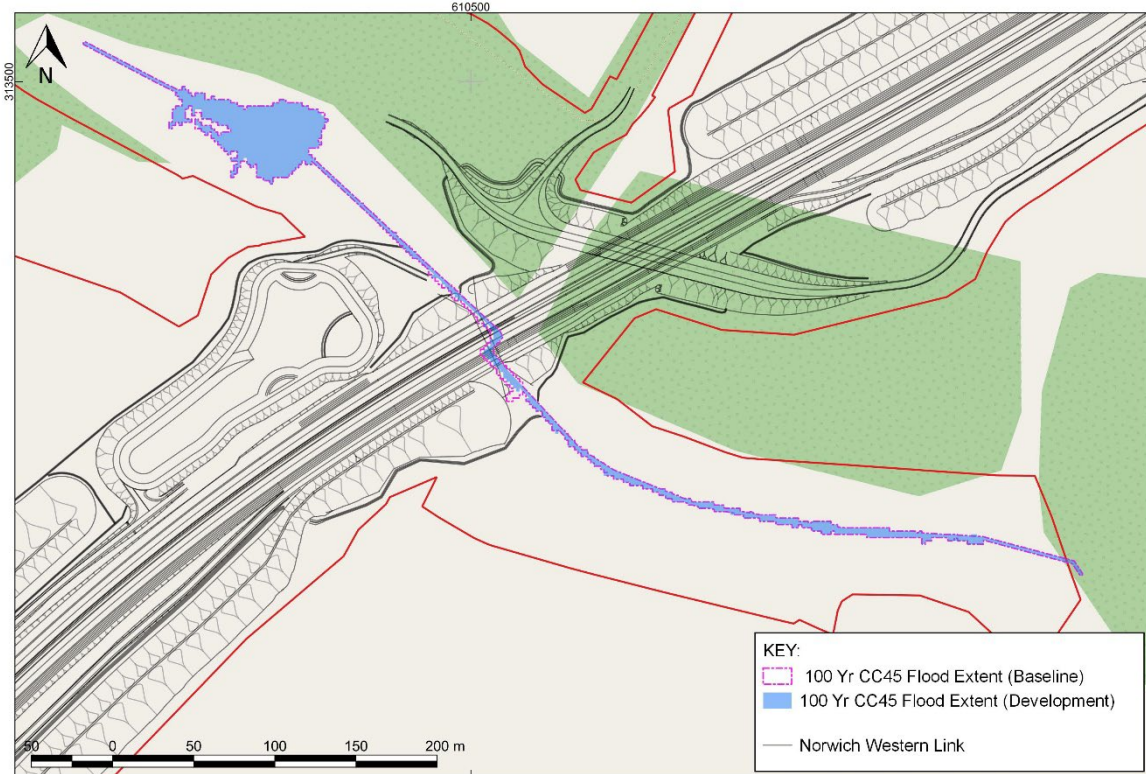 610500
313500
N
KEY:
100 Yr CC45 Flood Extent (Baseline)
100 Yr CC45 Flood Extent (Development)
Norwich Western Link
50 0 50 100 150 200 m